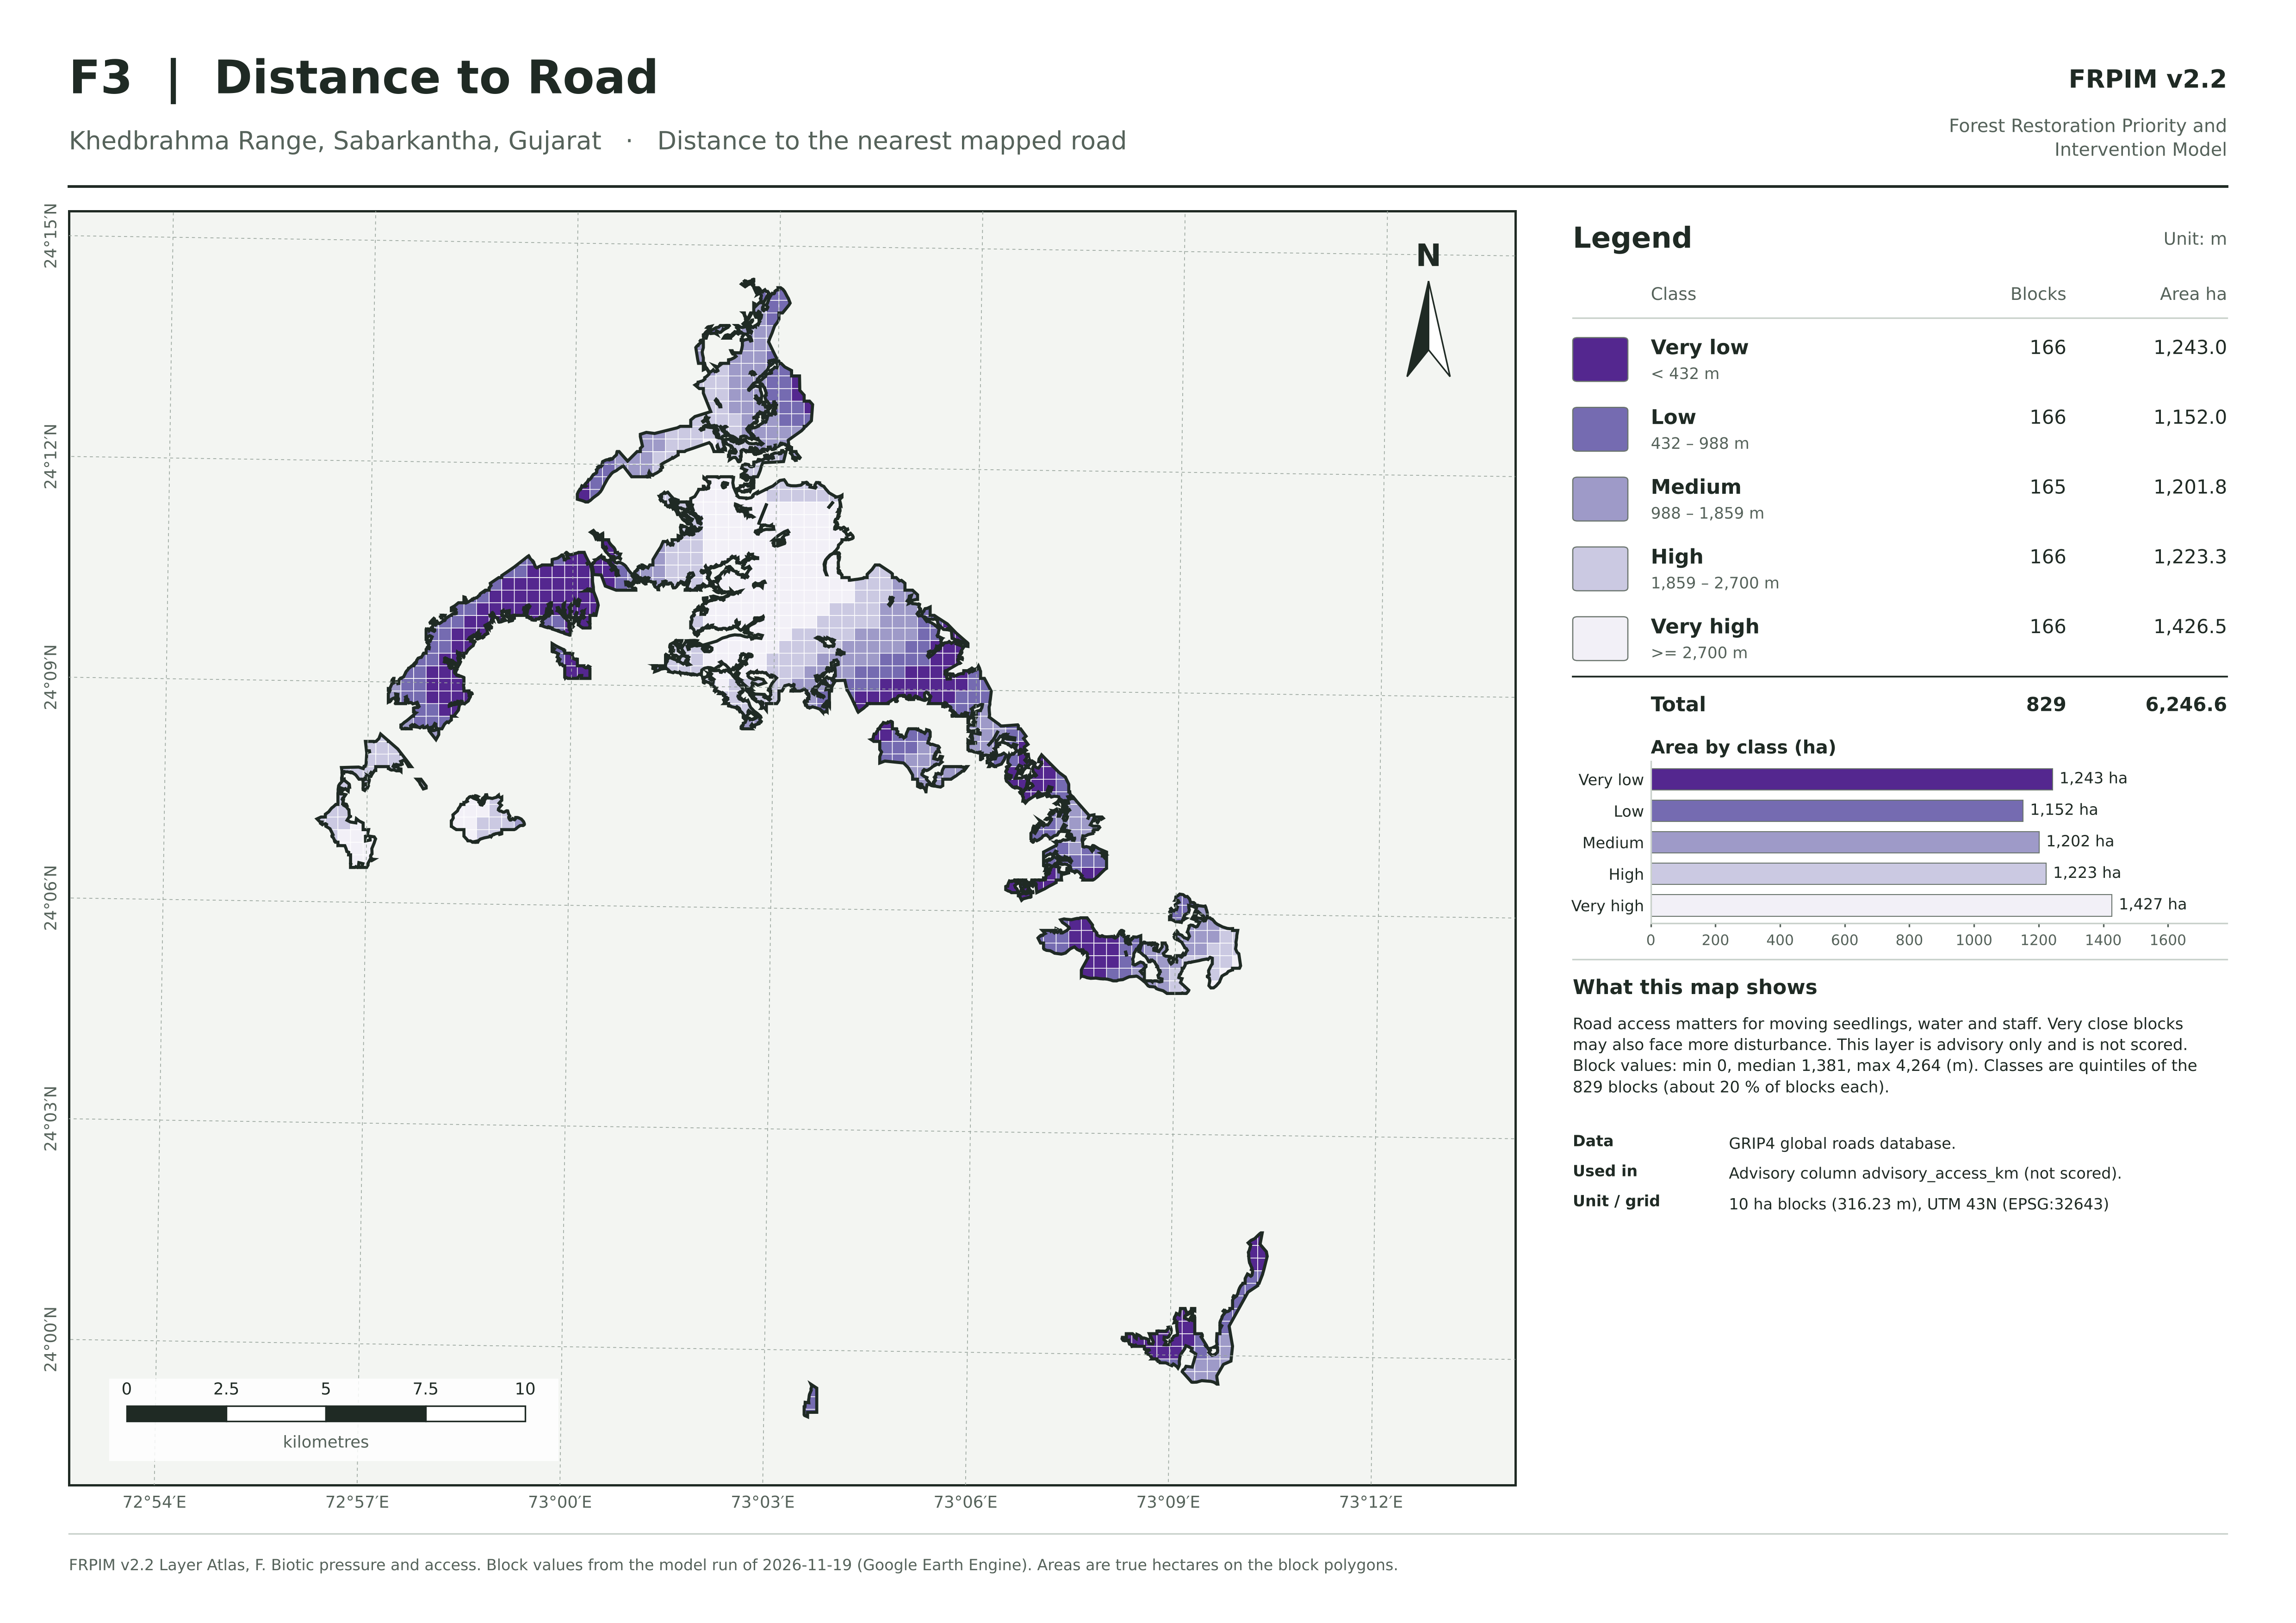 F3 | Distance to Road
FRPIM v2.2
Khedbrahma Range, Sabarkantha, Gujarat · Distance to the nearest mapped road
Forest Restoration Priority and
Intervention Model
24°15′N
24°12′N
24°09′N
24°06′N
24°03′N
24°00′N
N
0 2.5 5 7.5 10
kilometres
72°54′E 72°57′E 73°00′E 73°03′E 73°06′E 73°09′E 73°12′E
Legend Unit: m
Class Blocks Area ha
Very low 166 1,243.0
< 432 m
Low 166 1,152.0
432 – 988 m
Medium 165 1,201.8
988 – 1,859 m
High 166 1,223.3
1,859 – 2,700 m
Very high 166 1,426.5
>= 2,700 m
Total 829 6,246.6
Area by class (ha)
Very low 1,243 ha
Low 1,152 ha
Medium 1,202 ha
High 1,223 ha
Very high 1,427 ha
0 200 400 600 800 1000 1200 1400 1600
What this map shows
Road access matters for moving seedlings, water and staff. Very close blocks
may also face more disturbance. This layer is advisory only and is not scored.
Block values: min 0, median 1,381, max 4,264 (m). Classes are quintiles of the
829 blocks (about 20 % of blocks each).
Data GRIP4 global roads database.
Used in Advisory column advisory_access_km (not scored).
Unit / grid 10 ha blocks (316.23 m), UTM 43N (EPSG:32643)
FRPIM v2.2 Layer Atlas, F. Biotic pressure and access. Block values from the model run of 2026-11-19 (Google Earth Engine). Areas are true hectares on the block polygons.